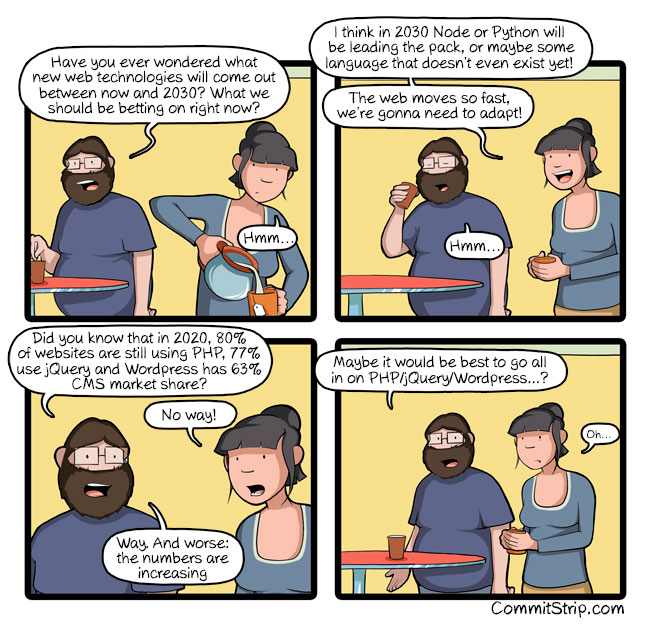 Have you ever wondered what
new web technologies will come out
between now and 2030? What we
should be betting on right now?
Hmm...
I think in 2030 Node or Python will
be leading the pack, or maybe some
language that doesn't even exist yet!
The web moves so fast,
we're gonna need to adapt!
Hmm...
Did you know that in 2020, 80%
of websites are still using PHP, 77%
use jQuery and Wordpress has 63%
CMS market share?
No way!
Way. And worse:
the numbers are
increasing
Maybe it would be best to go all
in on PHP/jQuery/Wordpress...?
Oh...
CommitStrip.com